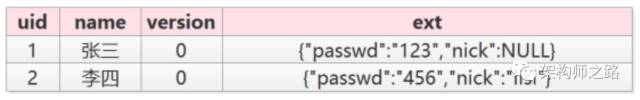 uid name version ext
1 张三 0 {"passwd":"123","nick":NULL}
2 李四 0 {"passwd":"456","nick":"lisi"}
架构师之路